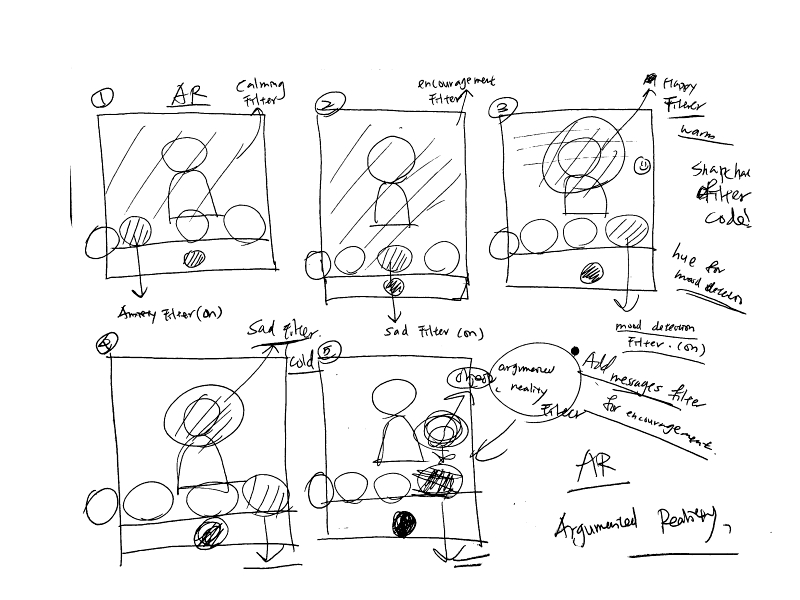 1
AR
Calming
Filter
2
encouragement
Filter
3
Happy
Filter
warm
Snapchat
Filter
code!
hue for
mood detection
Filter (on)
Sad Filter (on)
mood detection
Filter. (on)
4
Sad filter.
cold
5
argumented
reality
Filter
Add
messages filter
for encouragement.
AR
Argumented Reality,